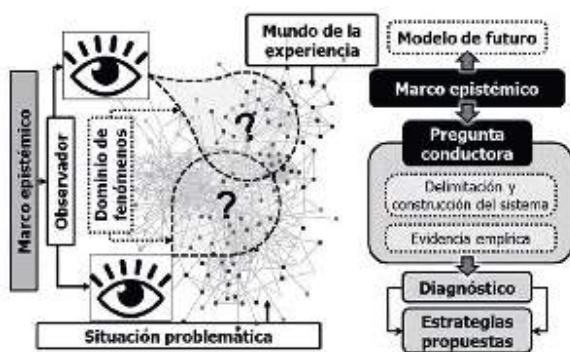 Marco epistémico
Observador
Dominio de
fenómenos
Mundo de la
experiencia
?
?
Situación problemática
Modelo de futuro
Marco epistémico
Pregunta
conductora
Delimitación y
construcción del sistema
Evidencia empírica
Diagnóstico
Estrategias
propuestas